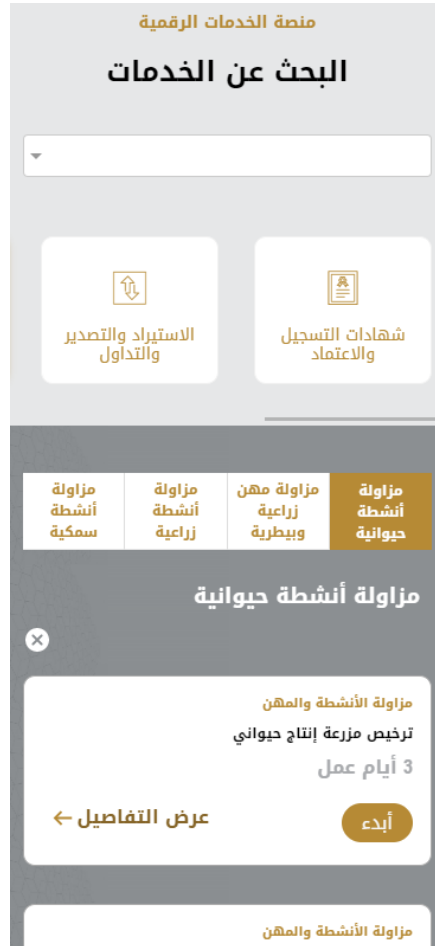 منصة الخدمات الرقمية
البحث عن الخدمات
شهادات التسجيل
والاعتماد
الاستيراد والتصدير
والتداول
مزاولة
أنشطة
حيوانية
مزاولة مهن
زراعية
وبيطرية
مزاولة
أنشطة
زراعية
مزاولة
أنشطة
سمكية
مزاولة أنشطة حيوانية
مزاولة الأنشطة والمهن
ترخيص مزرعة إنتاج حيواني
3 أيام عمل
أبدء
عرض التفاصيل
مزاولة الأنشطة والمهن